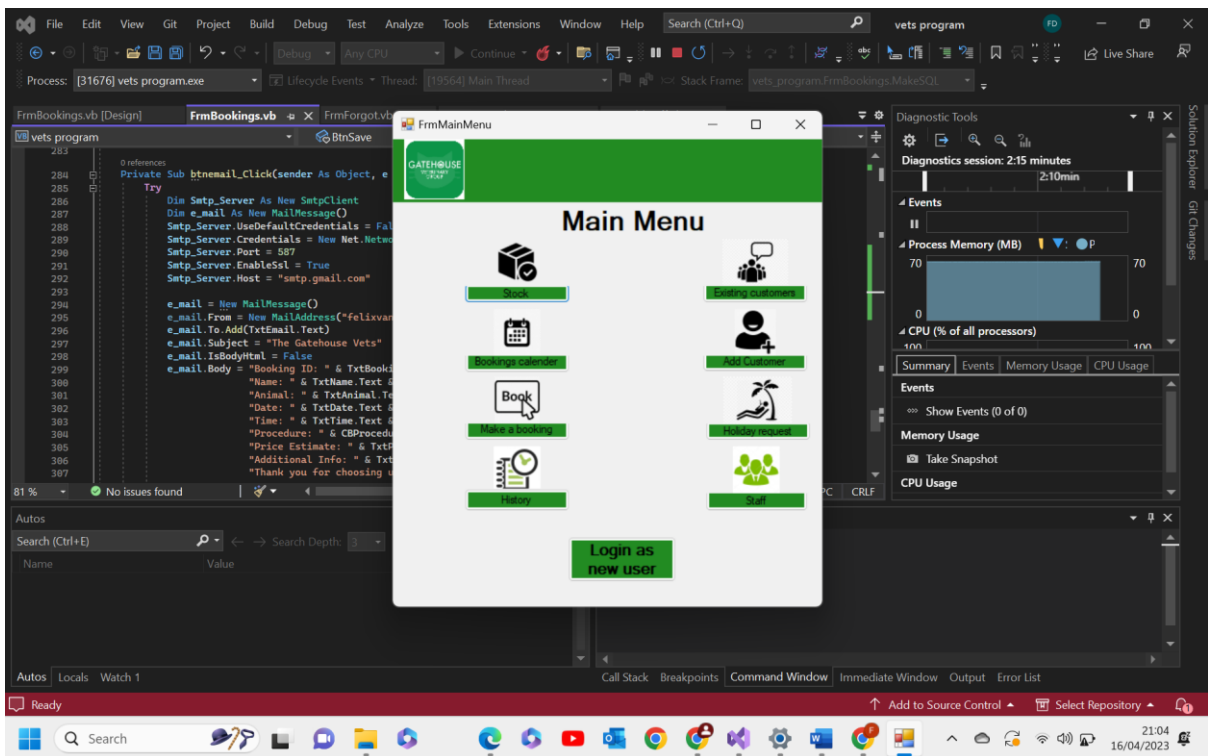 File Edit View Git Project Build Debug Test Analyze Tools Extensions Window Help Search (Ctrl+Q) vets program FD
Debug Any CPU Continue Live Share
Process: [31676] vets program.exe Lifecycle Events Thread: [19564] Main Thread Stack Frame: vets_program.FrmBookings.MakeSQL
FrmBookings.vb [Design] FrmBookings.vb FrmForgot.vb
vets program BtnSave
283
0 references
284 Private Sub btnemail_Click(sender As Object, e
285 Try
286 Dim Smtp_Server As New SmtpClient
287 Dim e_mail As New MailMessage()
288 Smtp_Server.UseDefaultCredentials = Fal
289 Smtp_Server.Credentials = New Net.Netwo
290 Smtp_Server.Port = 587
291 Smtp_Server.EnableSsl = True
292 Smtp_Server.Host = "smtp.gmail.com"
293
294 e_mail = New MailMessage()
295 e_mail.From = New MailAddress("felixvan
296 e_mail.To.Add(TxtEmail.Text)
297 e_mail.Subject = "The Gatehouse Vets"
298 e_mail.IsBodyHtml = False
299 e_mail.Body = "Booking ID: " & TxtBooki
300 "Name: " & TxtName.Text &
301 "Animal: " & TxtAnimal.Te
302 "Date: " & TxtDate.Text &
303 "Time: " & TxtTime.Text &
304 "Procedure: " & CBProcedu
305 "Price Estimate: " & TxtP
306 "Additional Info: " & Txt
307 "Thank you for choosing u
81 % No issues found PC CRLF
FrmMainMenu
GATEHOUSE
Main Menu
Stock
Existing customers
Bookings calender
Add Customer
Book
Make a booking
Holiday request
History
Staff
Login as
new user
Diagnostic Tools
Diagnostics session: 2:15 minutes
2:10min
Events
Process Memory (MB) P
70 70
0 0
CPU (% of all processors)
100 100
Summary Events Memory Usage CPU Usage
Events
Show Events (0 of 0)
Memory Usage
Take Snapshot
CPU Usage
Solution Explorer
Git Changes
Autos
Search (Ctrl+E) Search Depth: 3
Name Value
Autos Locals Watch 1
Call Stack Breakpoints Command Window Immediate Window Output Error List
Ready Add to Source Control Select Repository 1
Search
21:04
16/04/2023